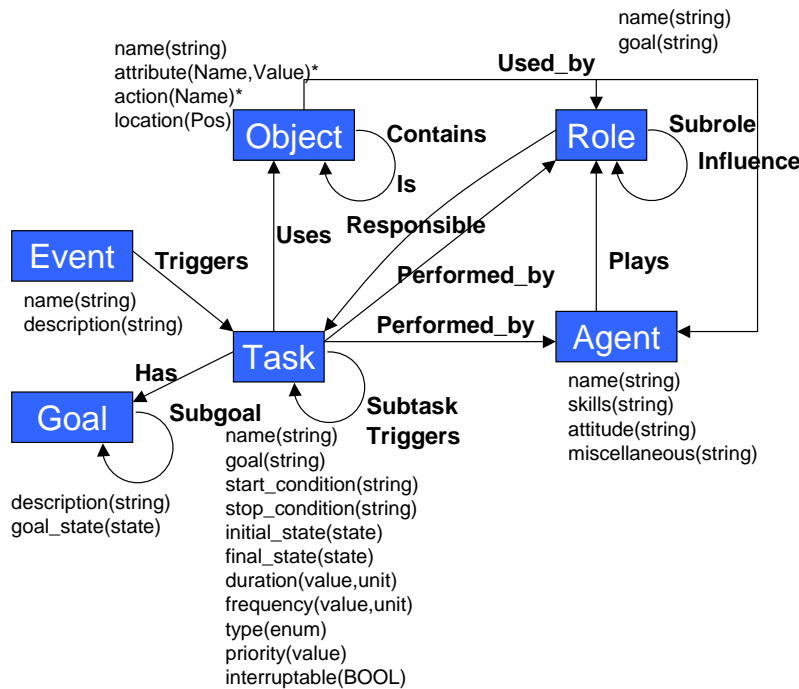 name(string)
goal(string)
name(string)
attribute(Name,Value)*
action(Name)*
location(Pos)
Used_by
Object
Contains
Is
Role
Subrole
Influence
Uses
Responsible
Event
Triggers
name(string)
description(string)
Performed_by
Plays
Performed_by
Task
Agent
Has
Goal
Subgoal
Subtask
Triggers
name(string)
skills(string)
attitude(string)
miscellaneous(string)
description(string)
goal_state(state)
name(string)
goal(string)
start_condition(string)
stop_condition(string)
initial_state(state)
final_state(state)
duration(value,unit)
frequency(value,unit)
type(enum)
priority(value)
interruptable(BOOL)